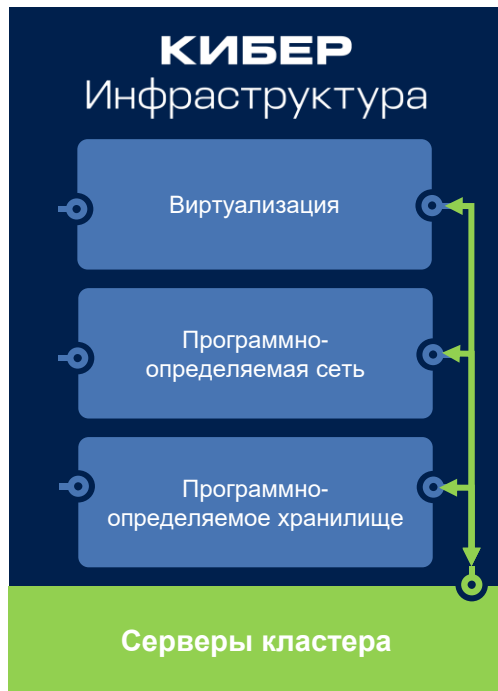 КИБЕР
Инфраструктура
Виртуализация
Программно-
определяемая сеть
Программно-
определяемое хранилище
Серверы кластера